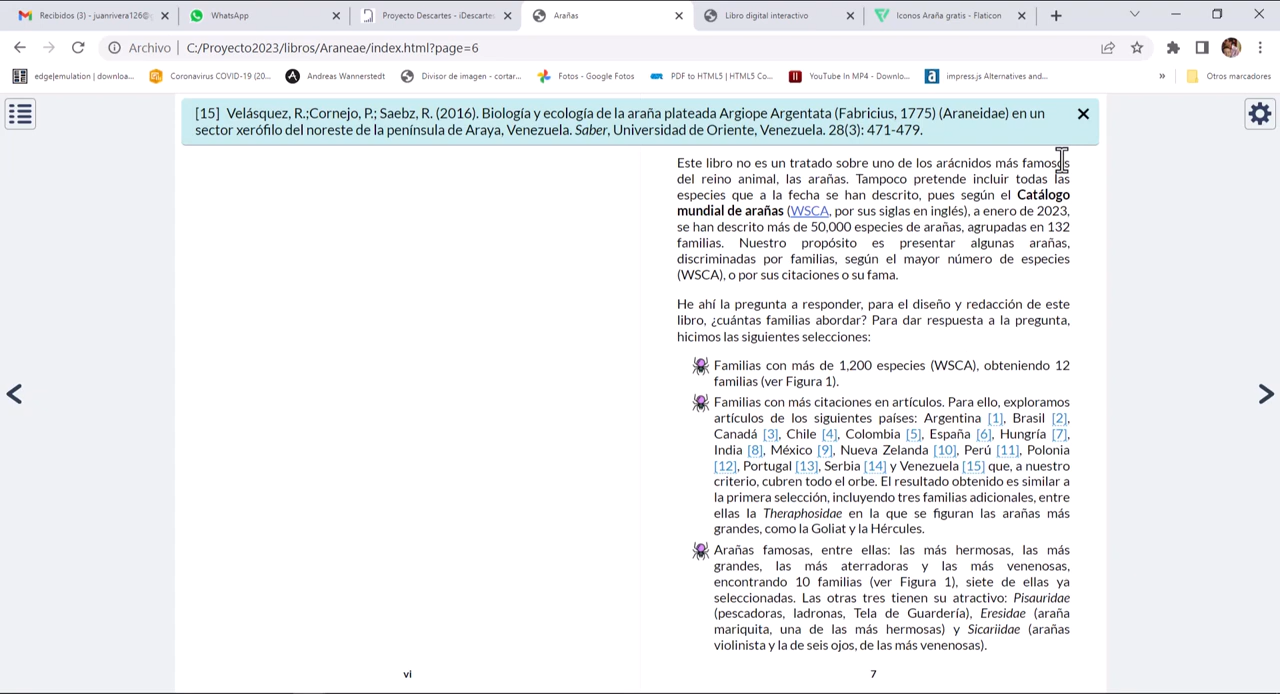 Recibidos (3) - juanrivera126@
WhatsApp
Proyecto Descartes - iDescartes
Arañas
Libro digital interactivo
Iconos Araña gratis - Flaticon
Archivo | C:/Proyecto2023/libros/Araneae/index.html?page=6
edge|emulation | downloa...
Coronavirus COVID-19 (20...
Andreas Wannerstedt
Divisor de imagen - cortar...
Fotos - Google Fotos
PDF to HTML5 | HTML5 Co...
YouTube In MP4 - Downlo...
impress.js Alternatives and...
»
Otros marcadores
[15] Velásquez, R.;Cornejo, P.; Saebz, R. (2016). Biología y ecología de la araña plateada Argiope Argentata (Fabricius, 1775) (Araneidae) en un
sector xerófilo del noreste de la península de Araya, Venezuela. Saber, Universidad de Oriente, Venezuela. 28(3): 471-479.
Este libro no es un tratado sobre uno de los arácnidos más famosos
del reino animal, las arañas. Tampoco pretende incluir todas las
especies que a la fecha se han descrito, pues según el Catálogo
mundial de arañas (WSCA, por sus siglas en inglés), a enero de 2023,
se han descrito más de 50,000 especies de arañas, agrupadas en 132
familias. Nuestro propósito es presentar algunas arañas,
discriminadas por familias, según el mayor número de especies
(WSCA), o por sus citaciones o su fama.
He ahí la pregunta a responder, para el diseño y redacción de este
libro, ¿cuántas familias abordar? Para dar respuesta a la pregunta,
hicimos las siguientes selecciones:
Familias con más de 1,200 especies (WSCA), obteniendo 12
familias (ver Figura 1).
Familias con más citaciones en artículos. Para ello, exploramos
artículos de los siguientes países: Argentina [1], Brasil [2],
Canadá [3], Chile [4], Colombia [5], España [6], Hungría [7],
India [8], México [9], Nueva Zelanda [10], Perú [11], Polonia
[12], Portugal [13], Serbia [14] y Venezuela [15] que, a nuestro
criterio, cubren todo el orbe. El resultado obtenido es similar a
la primera selección, incluyendo tres familias adicionales, entre
ellas la Theraphosidae en la que se figuran las arañas más
grandes, como la Goliat y la Hércules.
Arañas famosas, entre ellas: las más hermosas, las más
grandes, las más aterradoras y las más venenosas,
encontrando 10 familias (ver Figura 1), siete de ellas ya
seleccionadas. Las otras tres tienen su atractivo: Pisauridae
(pescadoras, ladronas, Tela de Guardería), Eresidae (araña
mariquita, una de las más hermosas) y Sicariidae (arañas
violinista y la de seis ojos, de las más venenosas).
vi
7